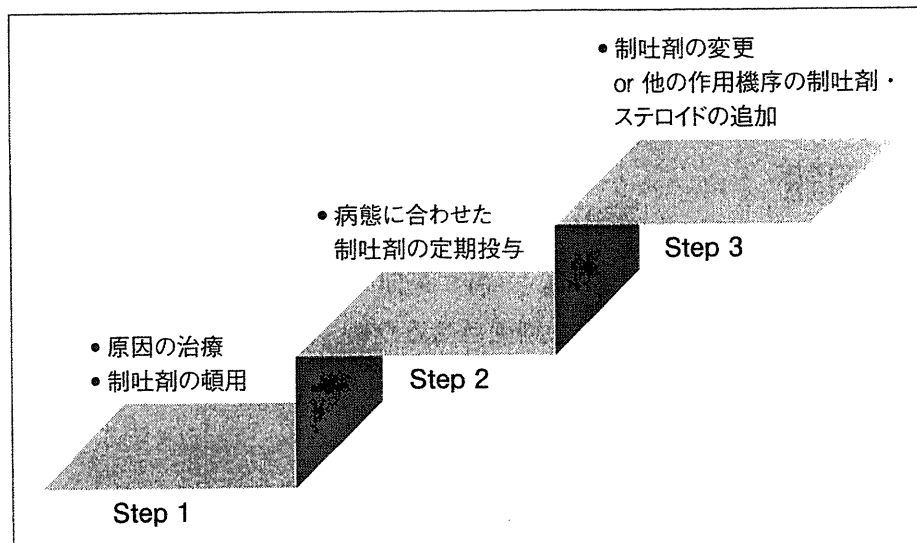 • 原因の治療
• 制吐剤の頓用
Step 1
• 病態に合わせた
制吐剤の定期投与
Step 2
• 制吐剤の変更
or 他の作用機序の制吐剤・
ステロイドの追加
Step 3